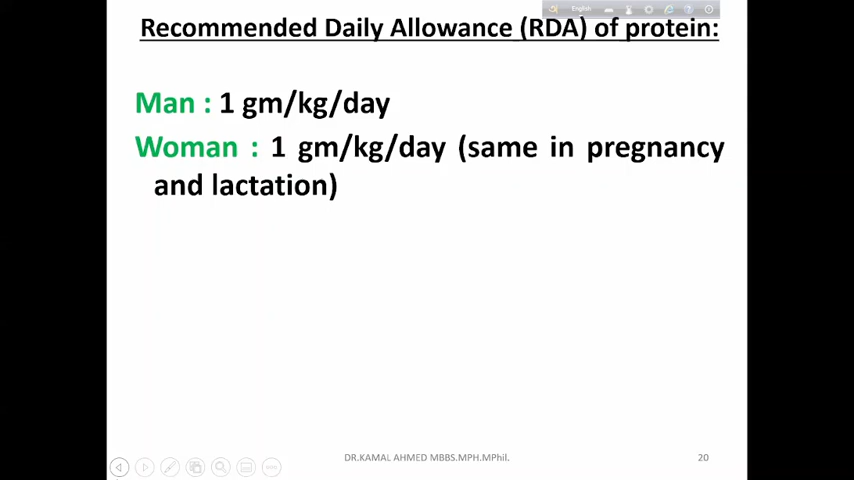 English
Recommended Daily Allowance (RDA) of protein:
Man : 1 gm/kg/day
Woman : 1 gm/kg/day (same in pregnancy
and lactation)
DR.KAMAL AHMED MBBS.MPH.MPhil.
20